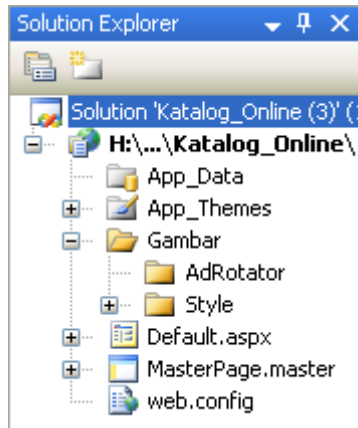 Solution Explorer
Solution 'Katalog_Online (3)' (
H:\...\Katalog_Online\
App_Data
App_Themes
Gambar
AdRotator
Style
Default.aspx
MasterPage.master
web.config